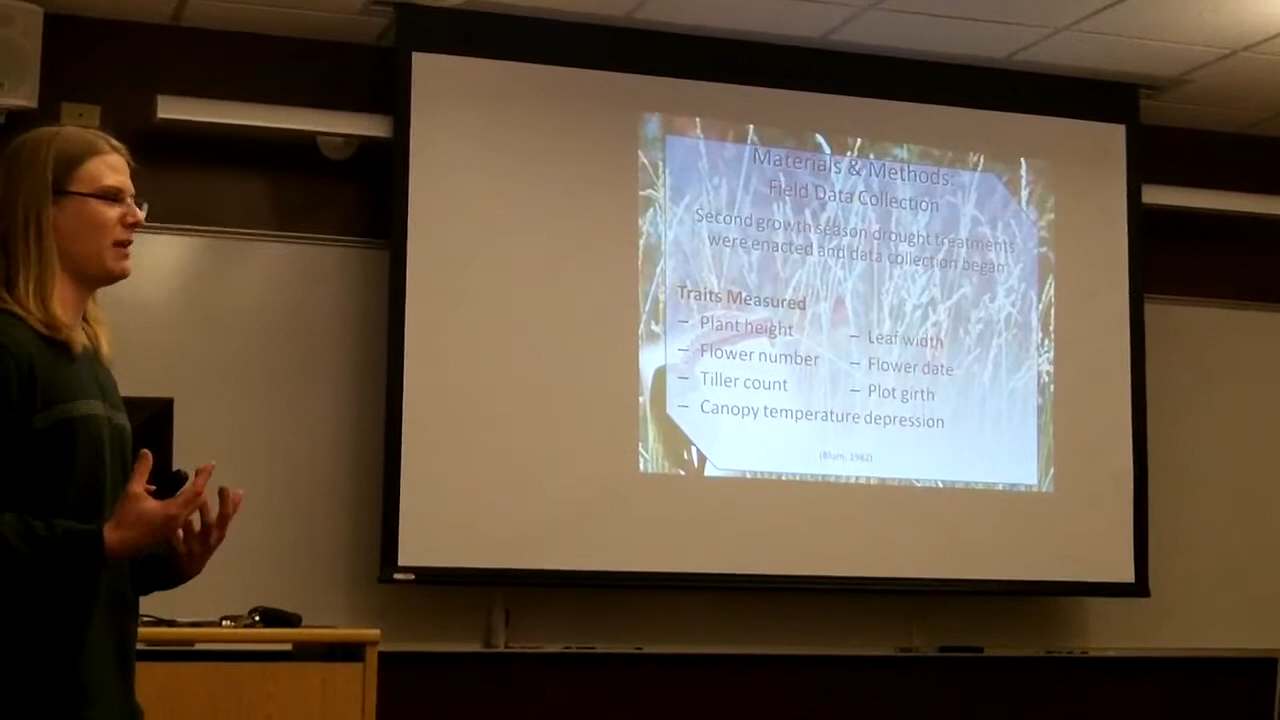 Materials & Methods:
Field Data Collection
Second growth season drought treatments
were enacted and data collection began
Traits Measured
– Plant height
– Flower number
– Tiller count
– Canopy temperature depression
– Leaf width
– Flower date
– Plot girth
(Blum, 1982)